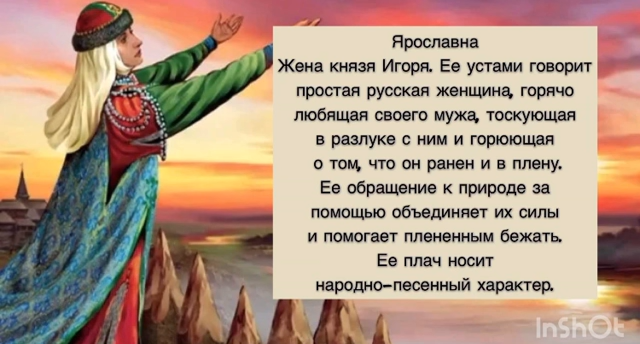 Ярославна
Жена князя Игоря. Ее устами говорит
простая русская женщина, горячо
любящая своего мужа, тоскующая
в разлуке с ним и горюющая
о том, что он ранен и в плену.
Ее обращение к природе за
помощью объединяет их силы
и помогает плененным бежать.
Ее плач носит
народно-песенный характер.
InShOt